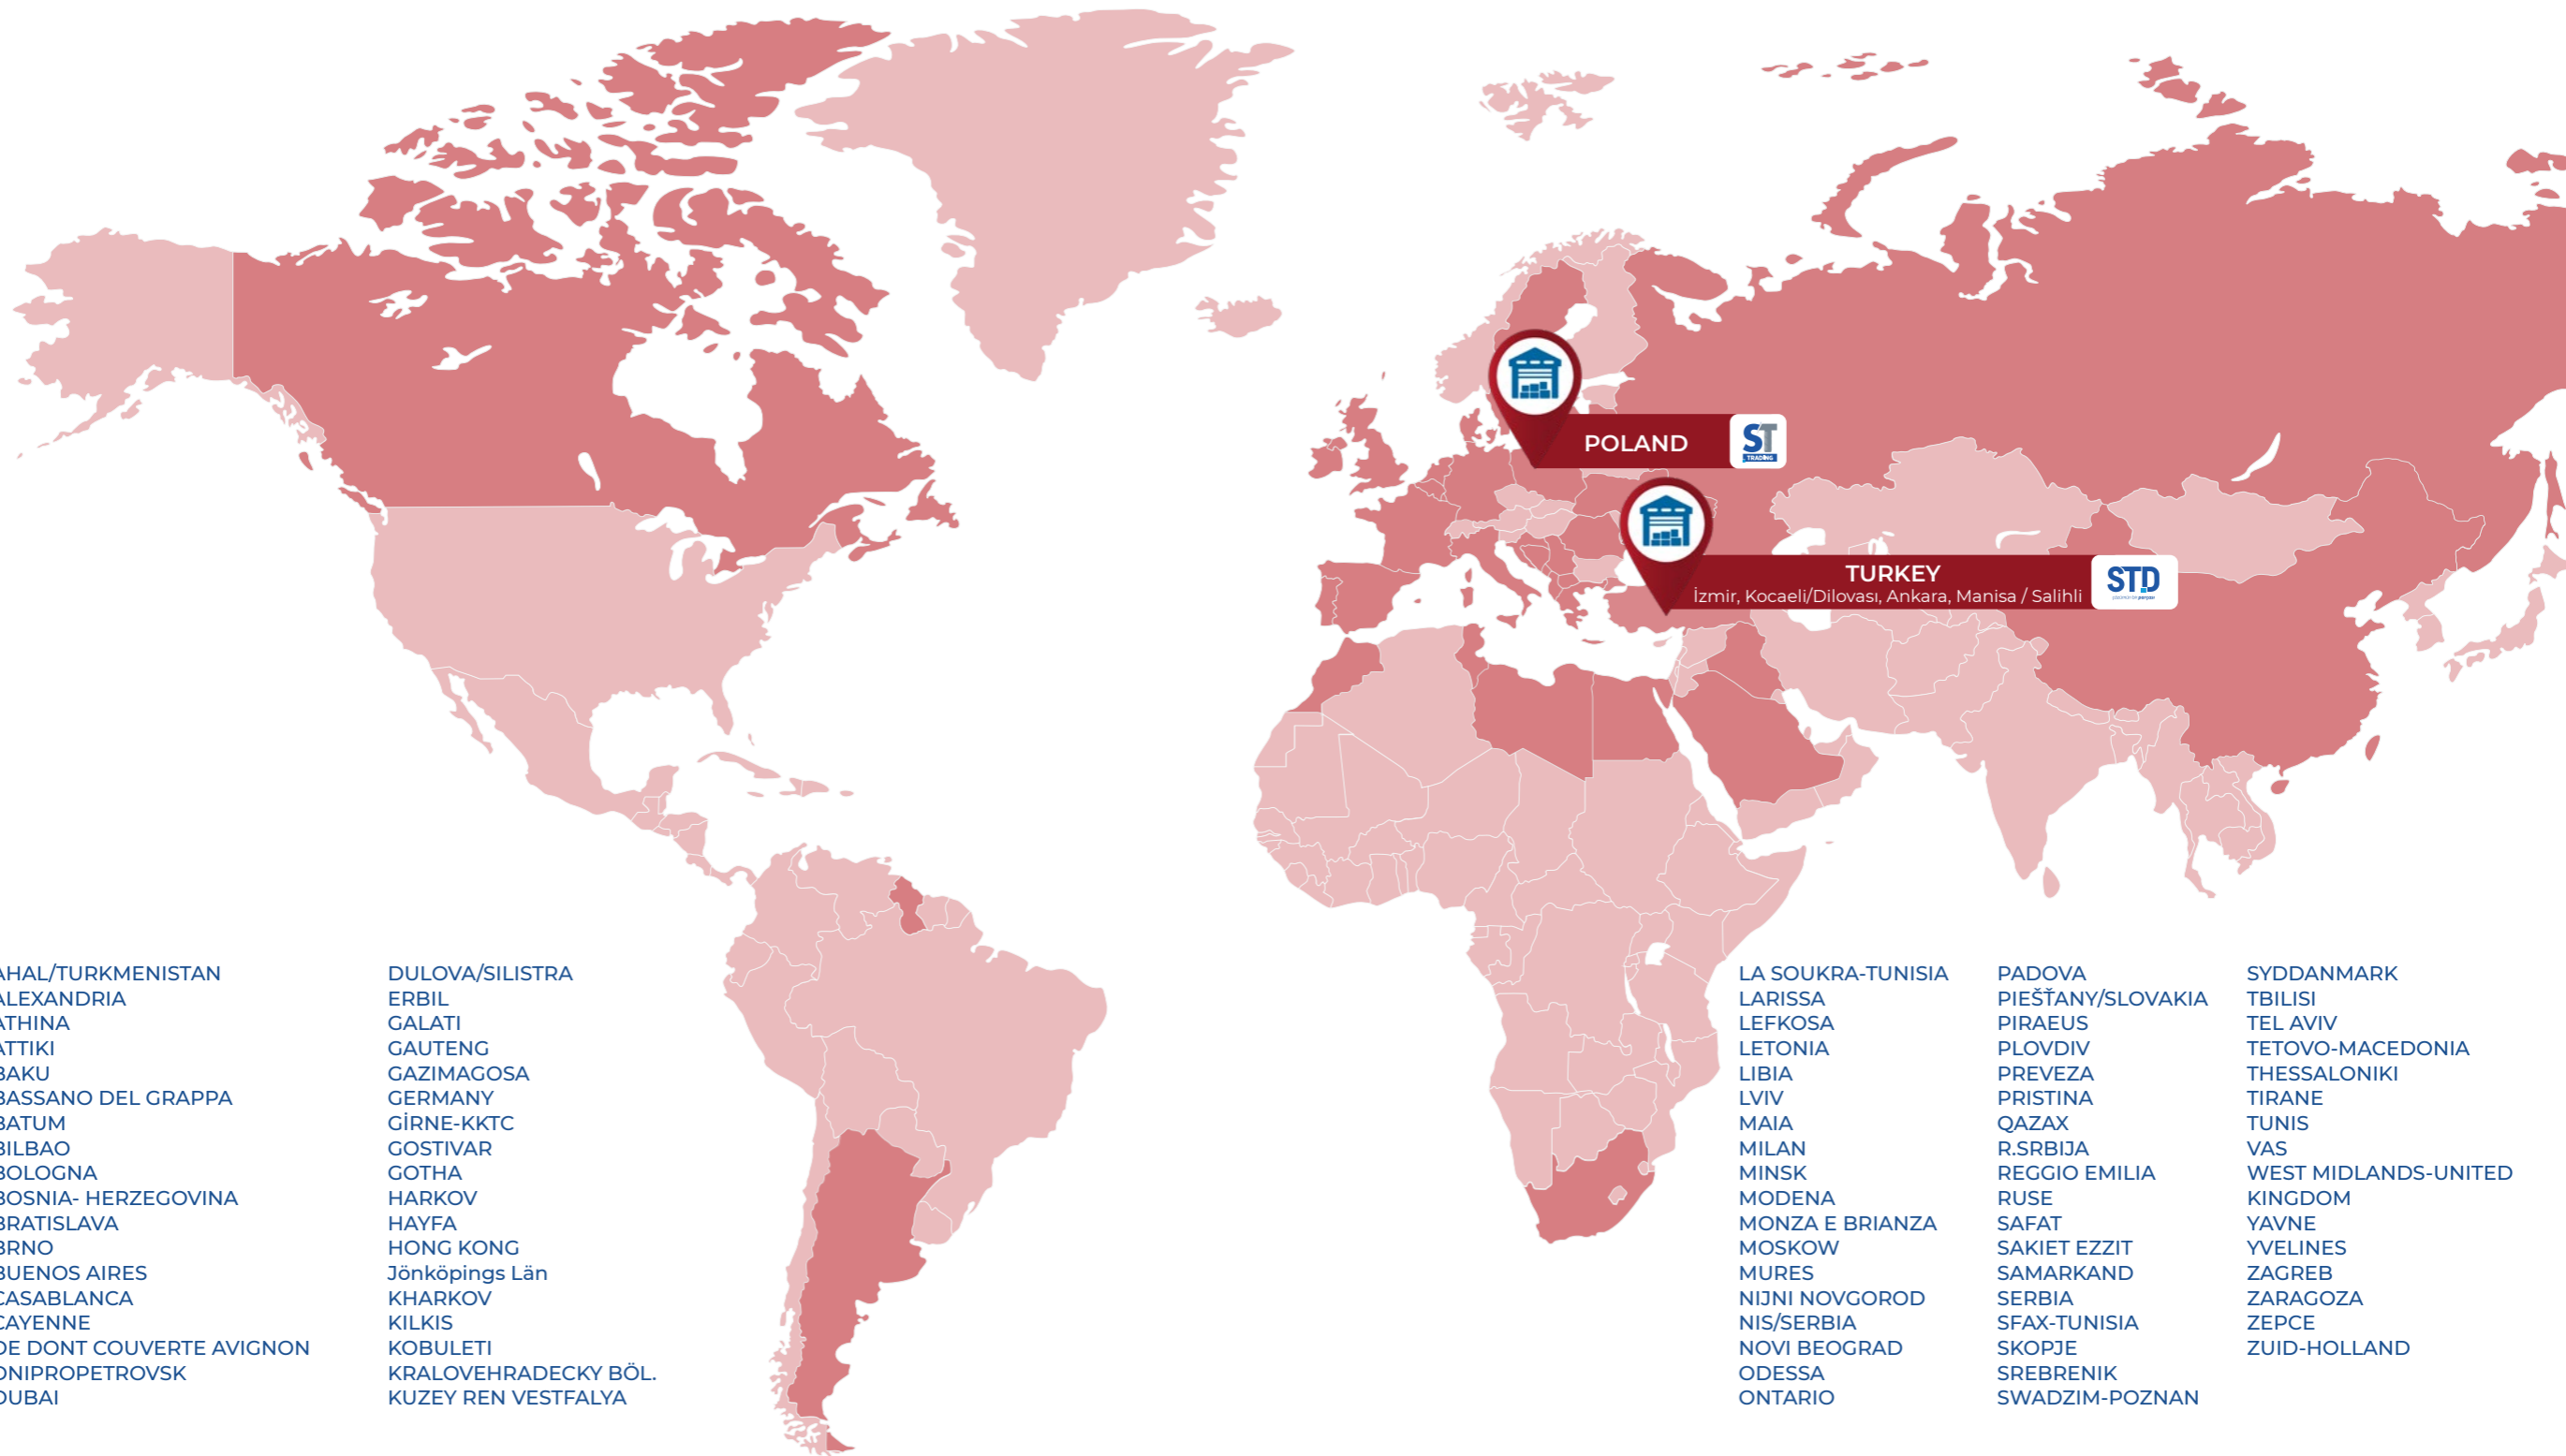 POLAND
ST
TRADING
TURKEY
İzmir, Kocaeli/Dilovası, Ankara, Manisa / Salihli
STD
AHAL/TURKMENISTAN
ALEXANDRIA
ATHINA
ATTIKI
BAKU
BASSANO DEL GRAPPA
BATUM
BILBAO
BOLOGNA
BOSNIA- HERZEGOVINA
BRATISLAVA
BRNO
BUENOS AIRES
CASABLANCA
CAYENNE
DE DONT COUVERTE AVIGNON
DNIPROPETROVSK
DUBAI
DULOVA/SILISTRA
ERBIL
GALATI
GAUTENG
GAZIMAGOSA
GERMANY
GİRNE-KKTC
GOSTIVAR
GOTHA
HARKOV
HAYFA
HONG KONG
Jönköpings Län
KHARKOV
KILKIS
KOBULETI
KRALOVEHRADECKY BÖL.
KUZEY REN VESTFALYA
LA SOUKRA-TUNISIA
LARISSA
LEFKOSA
LETONIA
LIBIA
LVIV
MAIA
MILAN
MINSK
MODENA
MONZA E BRIANZA
MOSKOW
MURES
NIJNI NOVGOROD
NIS/SERBIA
NOVI BEOGRAD
ODESSA
ONTARIO
PADOVA
PIEŠŤANY/SLOVAKIA
PIRAEUS
PLOVDIV
PREVEZA
PRISTINA
QAZAX
R.SRBIJA
REGGIO EMILIA
RUSE
SAFAT
SAKIET EZZIT
SAMARKAND
SERBIA
SFAX-TUNISIA
SKOPJE
SREBRENIK
SWADZIM-POZNAN
SYDDANMARK
TBILISI
TEL AVIV
TETOVO-MACEDONIA
THESSALONIKI
TIRANE
TUNIS
VAS
WEST MIDLANDS-UNITED
KINGDOM
YAVNE
YVELINES
ZAGREB
ZARAGOZA
ZEPCE
ZUID-HOLLAND